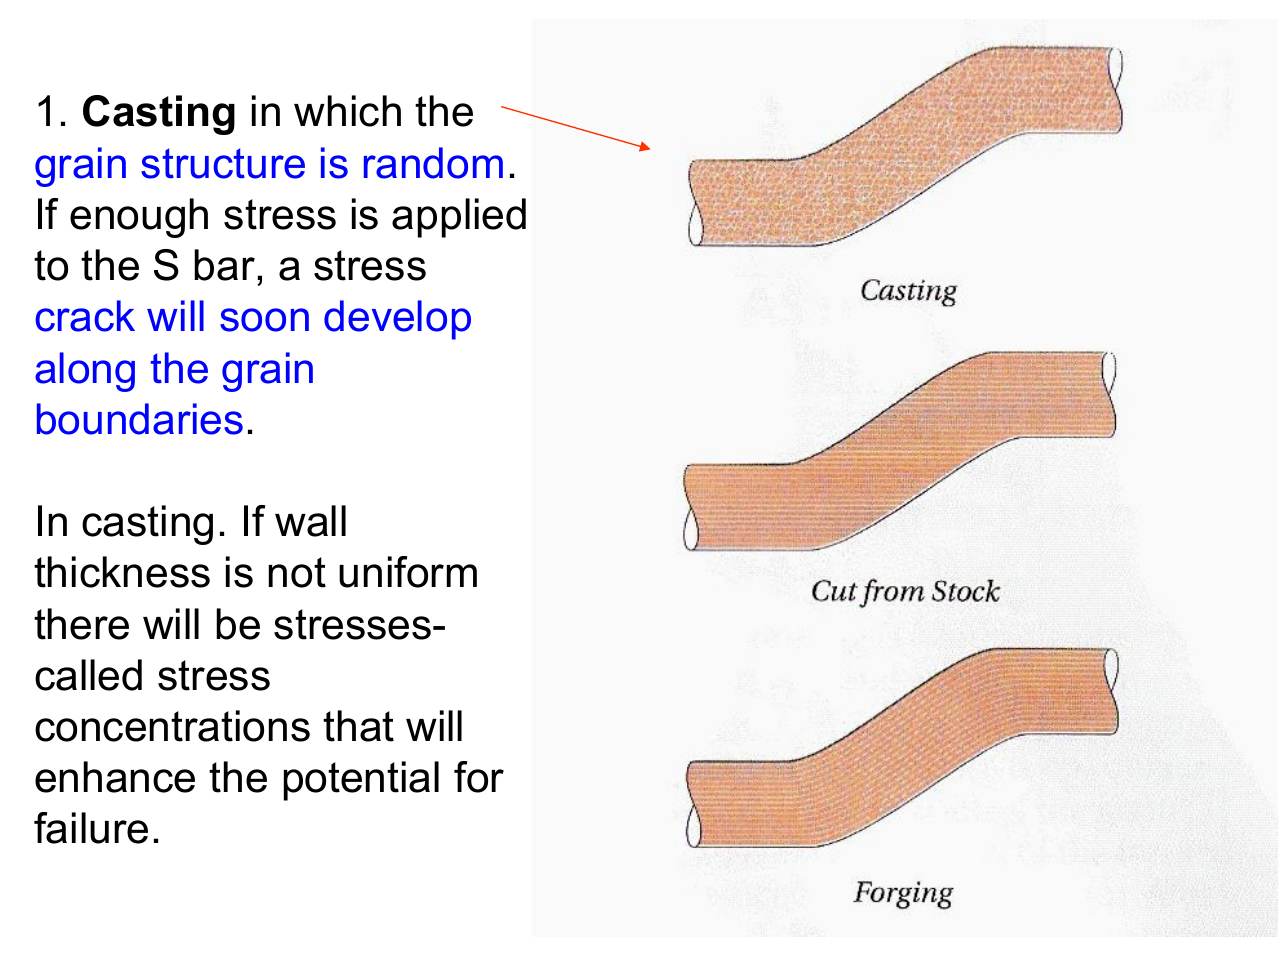 1. Casting in which the
grain structure is random.
If enough stress is applied
to the S bar, a stress
crack will soon develop
along the grain
boundaries.
In casting. If wall
thickness is not uniform
there will be stresses-
called stress
concentrations that will
enhance the potential for
failure.
Casting
Cut from Stock
Forging